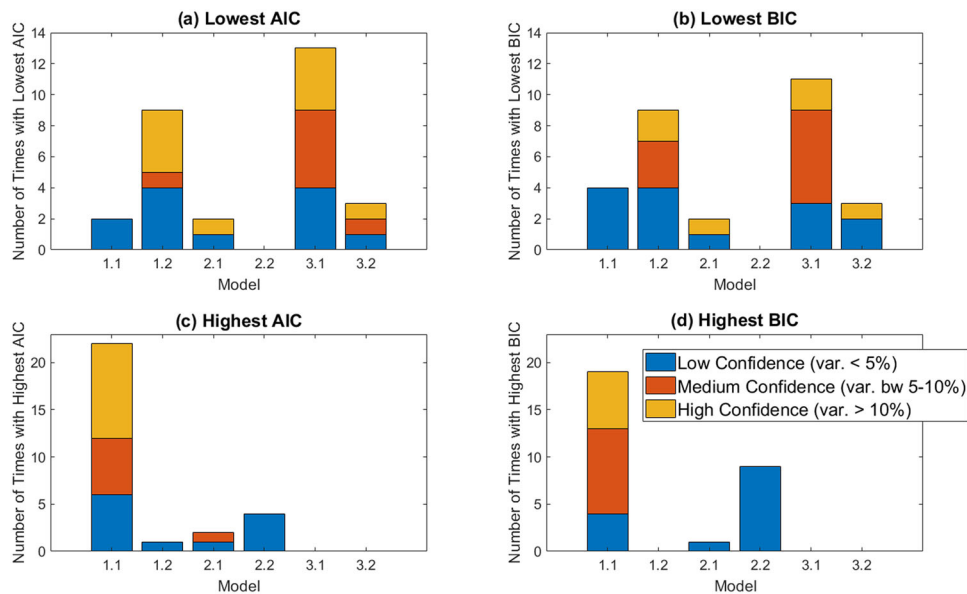 (a) Lowest AIC
Number of Times with Lowest AIC
14
12
10
8
6
4
2
0
1.1 1.2 2.1 2.2 3.1 3.2
Model
(b) Lowest BIC
Number of Times with Lowest BIC
14
12
10
8
6
4
2
0
1.1 1.2 2.1 2.2 3.1 3.2
Model
(c) Highest AIC
Number of Times with Highest AIC
20
15
10
5
0
1.1 1.2 2.1 2.2 3.1 3.2
Model
(d) Highest BIC
Number of Times with Highest BIC
20
15
10
5
0
1.1 1.2 2.1 2.2 3.1 3.2
Model
Low Confidence (var. < 5%)
Medium Confidence (var. bw 5-10%)
High Confidence (var. > 10%)